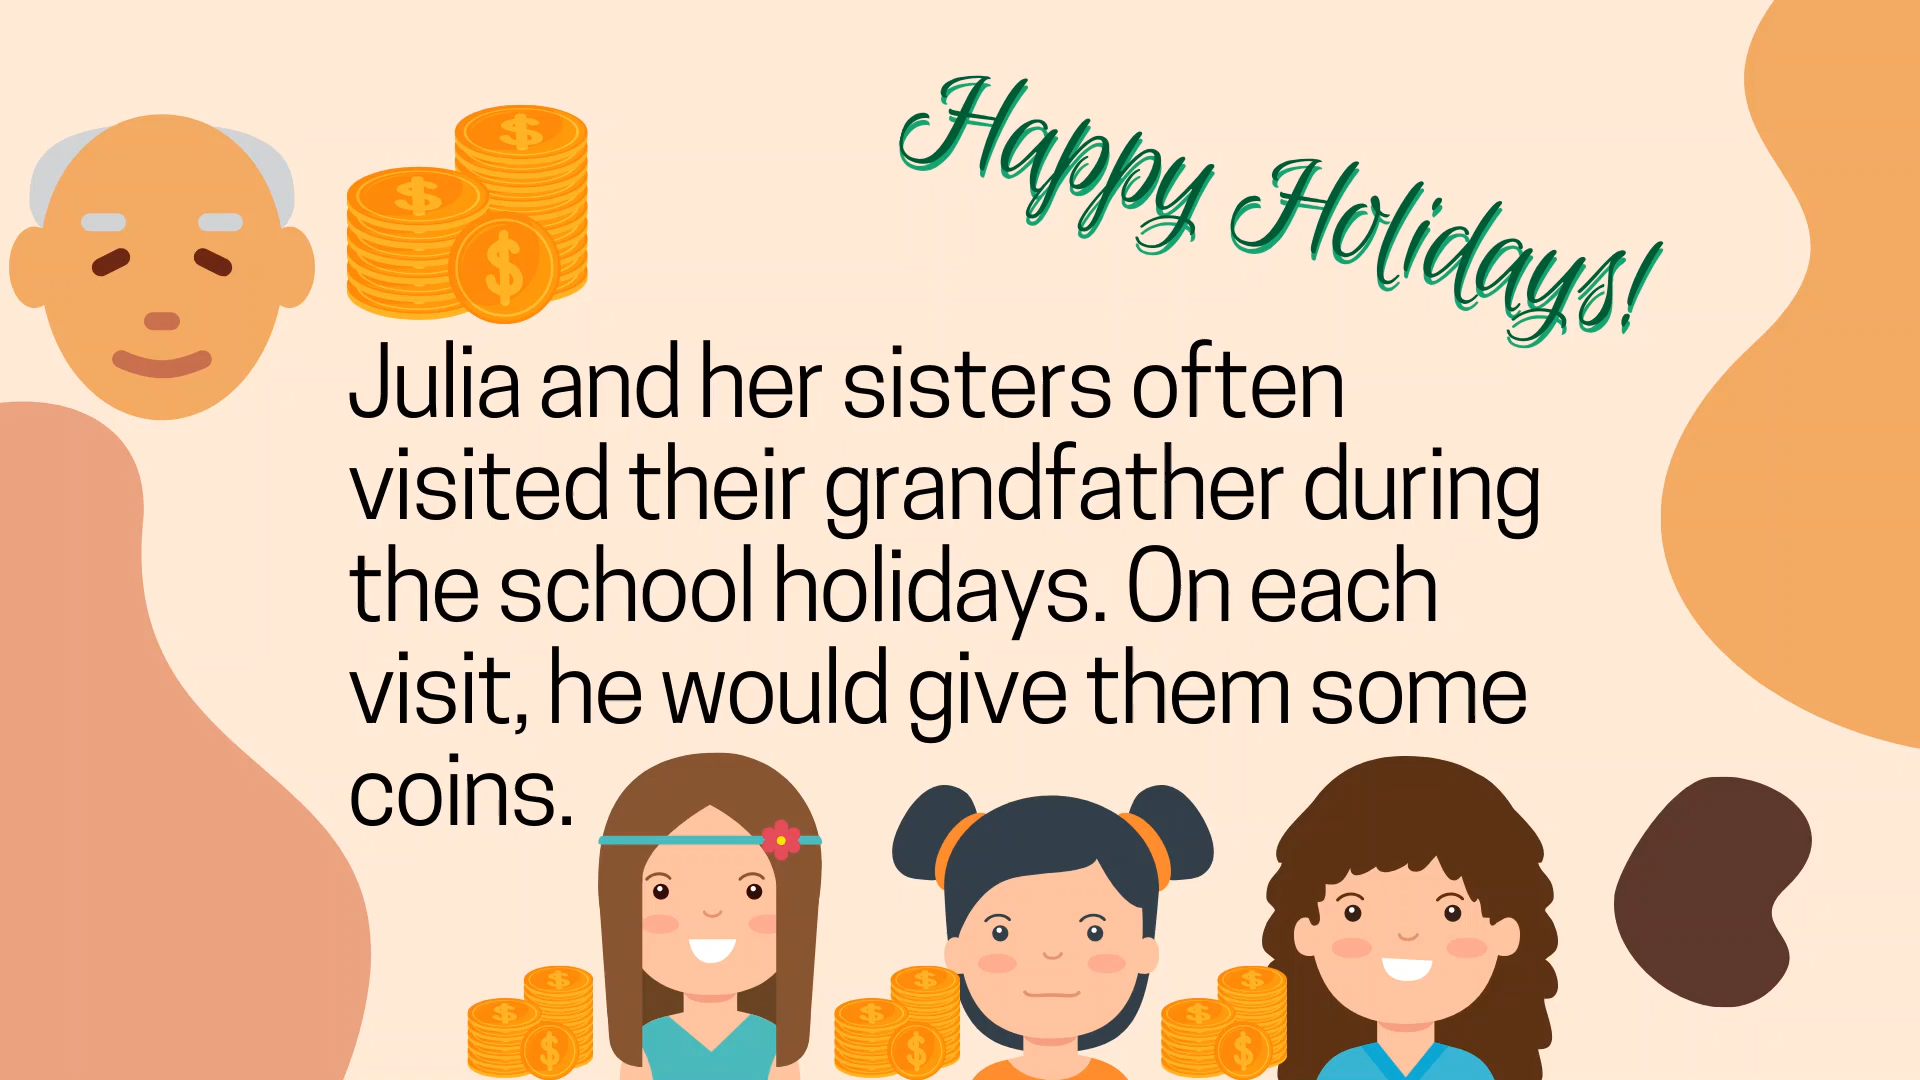 Happy Holidays!
Julia and her sisters often
visited their grandfather during
the school holidays. On each
visit, he would give them some
coins.